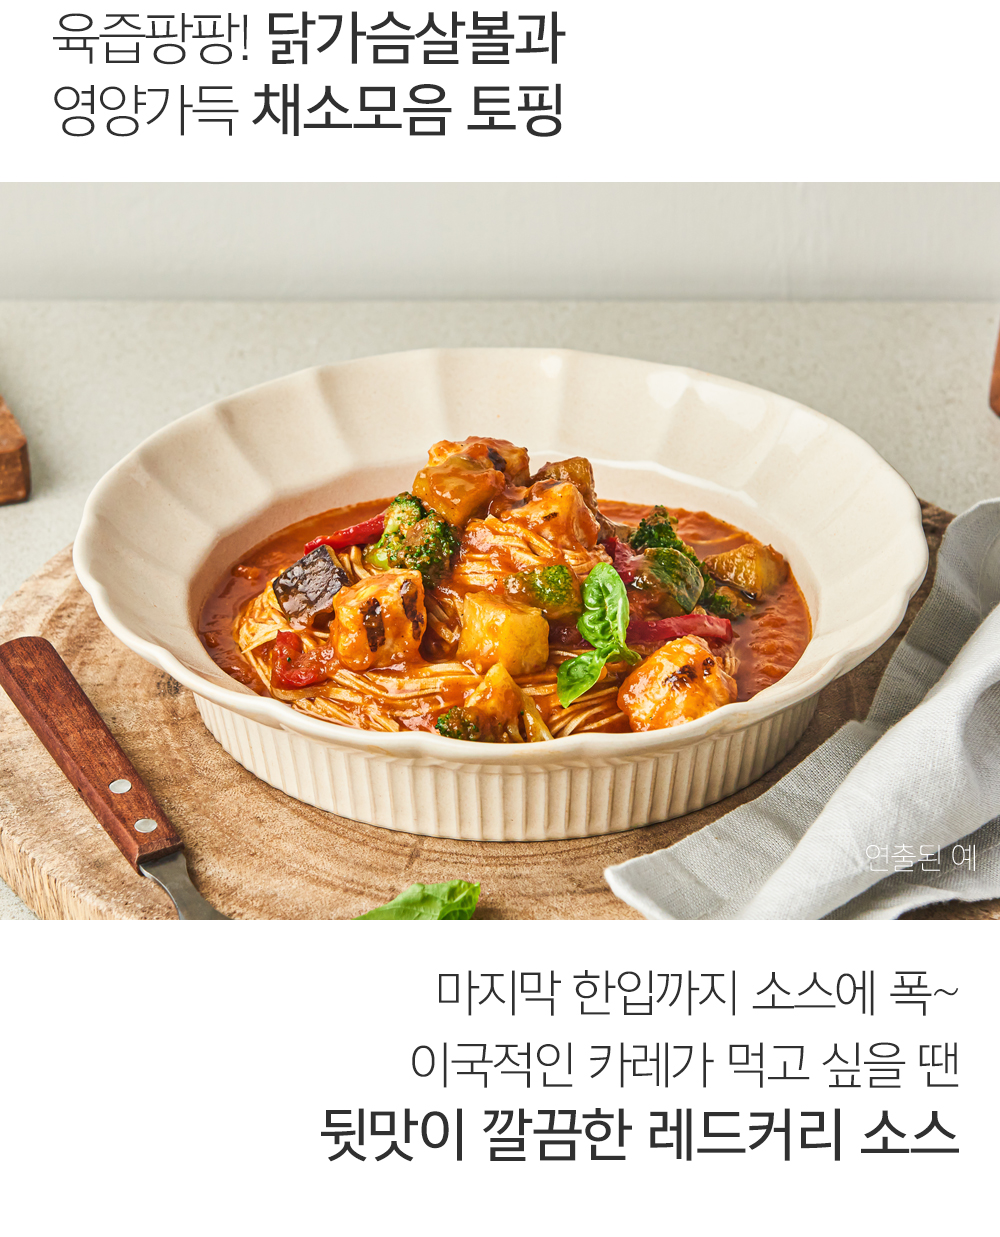 육즙팡팡! 닭가슴살볼과
영양가득 채소모음 토핑
연출된 예
마지막 한입까지 소스에 폭~
이국적인 카레가 먹고 싶을 땐
뒷맛이 깔끔한 레드커리 소스